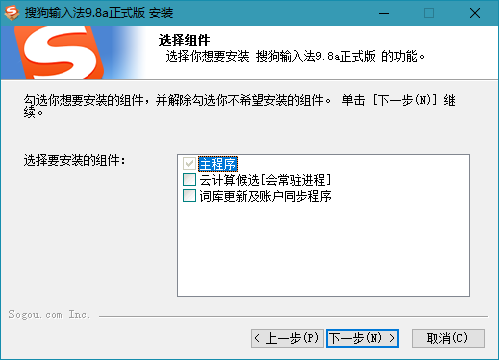 搜狗输入法9.8a正式版 安装
选择组件
选择你想要安装 搜狗输入法9.8a正式版 的功能。
勾选你想要安装的组件，并解除勾选你不希望安装的组件。 单击 [下一步(N)] 继
续。
选择要安装的组件:
主程序
云计算候选[会常驻进程]
词库更新及账户同步程序
Sogou.com Inc.
< 上一步(P) 下一步(N) > 取消(C)